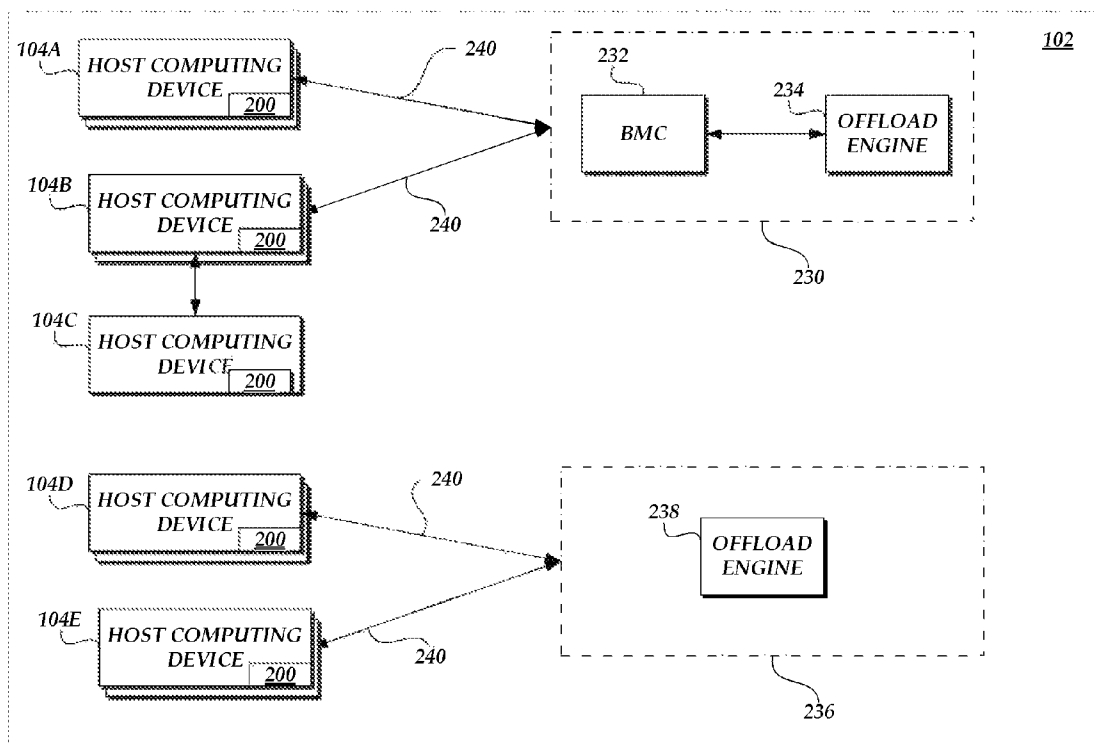 102
104A
HOST COMPUTING
DEVICE
200
240
232
BMC
234
OFFLOAD
ENGINE
104B
HOST COMPUTING
DEVICE
200
240
230
104C
HOST COMPUTING
DEVICE
200
104D
HOST COMPUTING
DEVICE
200
240
238
OFFLOAD
ENGINE
104E
HOST COMPUTING
DEVICE
200
240
236